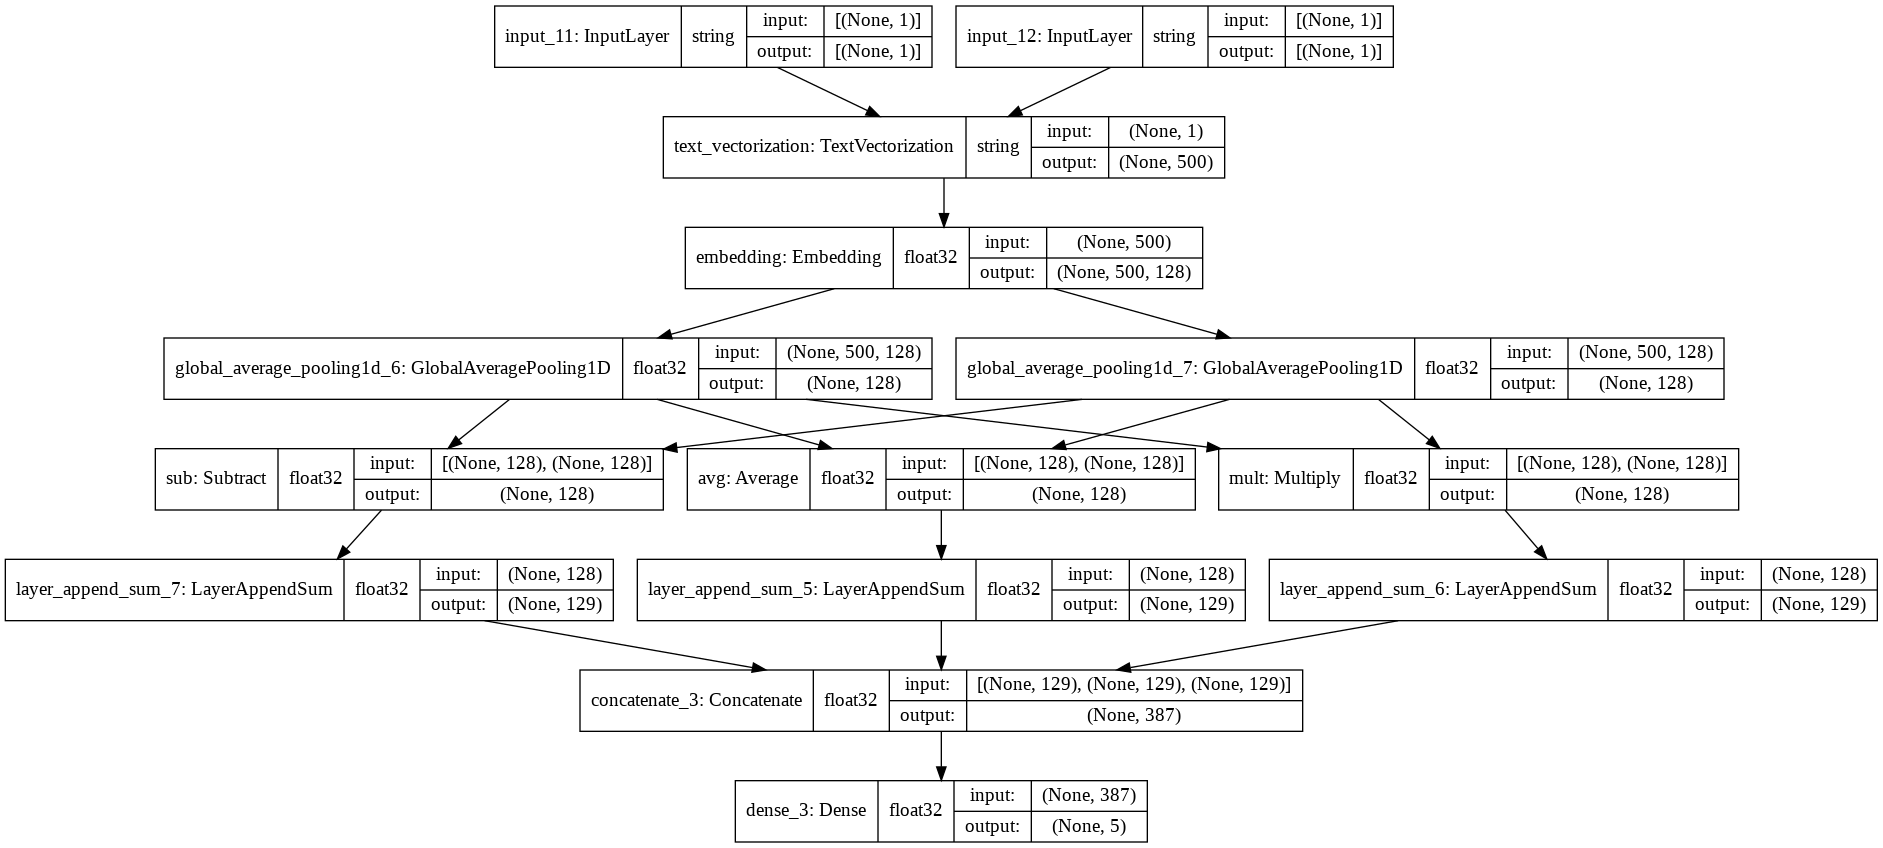 input_11: InputLayer string input: [(None, 1)] output: [(None, 1)]
input_12: InputLayer string input: [(None, 1)] output: [(None, 1)]
text_vectorization: TextVectorization string input: (None, 1) output: (None, 500)
embedding: Embedding float32 input: (None, 500) output: (None, 500, 128)
global_average_pooling1d_6: GlobalAveragePooling1D float32 input: (None, 500, 128) output: (None, 128)
global_average_pooling1d_7: GlobalAveragePooling1D float32 input: (None, 500, 128) output: (None, 128)
sub: Subtract float32 input: [(None, 128), (None, 128)] output: (None, 128)
avg: Average float32 input: [(None, 128), (None, 128)] output: (None, 128)
mult: Multiply float32 input: [(None, 128), (None, 128)] output: (None, 128)
layer_append_sum_7: LayerAppendSum float32 input: (None, 128) output: (None, 129)
layer_append_sum_5: LayerAppendSum float32 input: (None, 128) output: (None, 129)
layer_append_sum_6: LayerAppendSum float32 input: (None, 128) output: (None, 129)
concatenate_3: Concatenate float32 input: [(None, 129), (None, 129), (None, 129)] output: (None, 387)
dense_3: Dense float32 input: (None, 387) output: (None, 5)